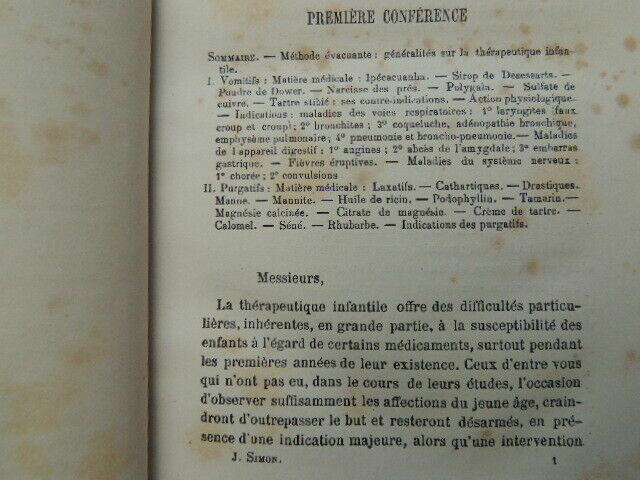 PREMIÈRE CONFÉRENCE
SOMMAIRE. — Méthode évacuante : généralités sur la thérapeutique infan-
tile.
I. Vomitifs : Matière médicale : Ipécacuanha. — Sirop de Desessarts. —
Poudre de Dower. — Narcisse des prés. — Polygala. — Sulfate de
cuivre. — Tartre stibié : ses contre-indications. — Action physiologique.
— Indications : maladies des voies respiratoires : 1° laryngites (faux
croup et croup); 2° bronchites ; 3° coqueluche, adénopathie bronchique,
emphysème pulmonaire ; 4° pneumonie et broncho-pneumonie.— Maladies
de l'appareil digestif : 1° angines ; 2° abcès de l'amygdale ; 3° embarras
gastrique. — Fièvres éruptives. — Maladies du système nerveux :
1° chorée ; 2° convulsions
II. Purgatifs : Matière médicale : Laxatifs. — Cathartiques. — Drastiques.
Manne. — Mannite. — Huile de ricin. — Podophyllin. — Tamarin.—
Magnésie calcinée. — Citrate de magnésie. — Crème de tartre. —
Calomel. — Séné. — Rhubarbe. — Indications des purgatifs.
Messieurs,
La thérapeutique infantile offre des difficultés particu-
lières, inhérentes, en grande partie, à la susceptibilité des
enfants à l'égard de certains médicaments, surtout pendant
les premières années de leur existence. Ceux d'entre vous
qui n'ont pas eu, dans le cours de leurs études, l'occasion
d'observer suffisamment les affections du jeune âge, crain-
dront d'outrepasser le but et resteront désarmés, en pré-
sence d'une indication majeure, alors qu'une intervention
J. SIMON.
1